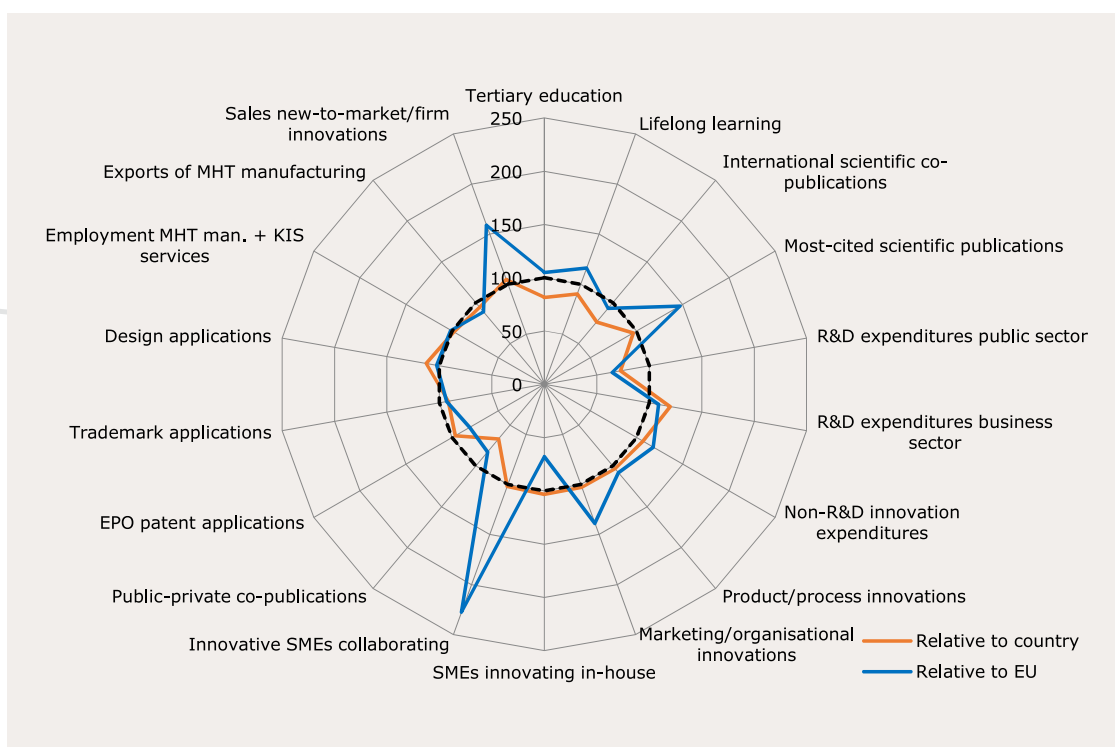 Tertiary education
Sales new-to-market/firm
innovations
Lifelong learning
Exports of MHT manufacturing
International scientific co-
publications
Employment MHT man. + KIS
services
Most-cited scientific publications
Design applications
R&D expenditures public sector
Trademark applications
R&D expenditures business
sector
EPO patent applications
Non-R&D innovation
expenditures
Public-private co-publications
Product/process innovations
Innovative SMEs collaborating
Marketing/organisational
innovations
SMEs innovating in-house
250
200
150
100
50
0
Relative to country
Relative to EU